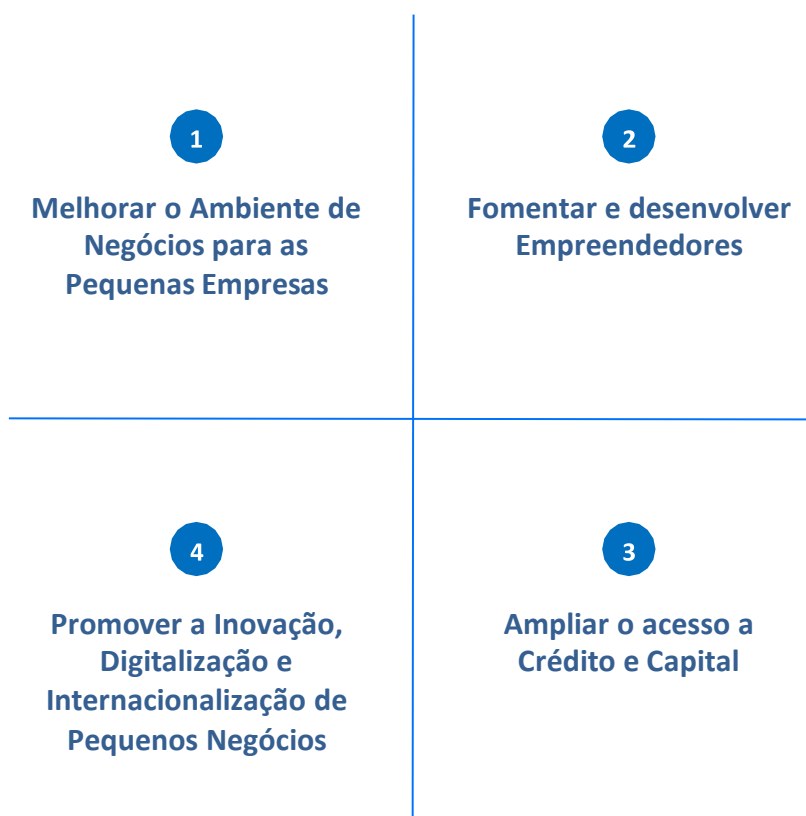 1
Melhorar o Ambiente de
Negócios para as
Pequenas Empresas
2
Fomentar e desenvolver
Empreendedores
4
Promover a Inovação,
Digitalização e
Internacionalização de
Pequenos Negócios
3
Ampliar o acesso a
Crédito e Capital